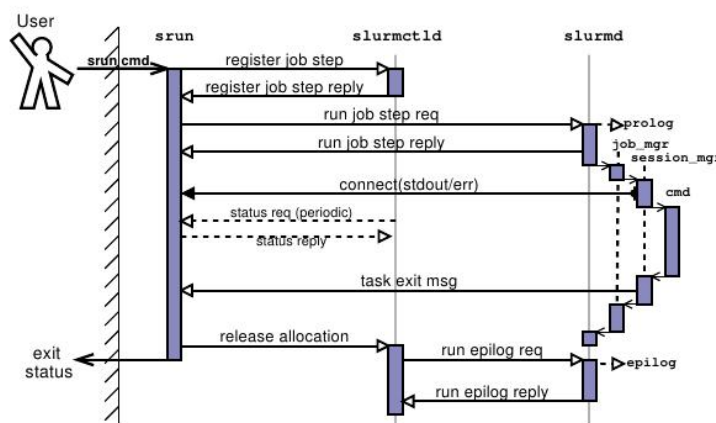 User
srun
slurmctld
slurmd
srun cmd
register job step
register job step reply
run job step req
prolog
run job step reply
job_mgr
session_mgr
connect(stdout/err)
cmd
status req (periodic)
status reply
task exit msg
release allocation
exit
status
run epilog req
epilog
run epilog reply